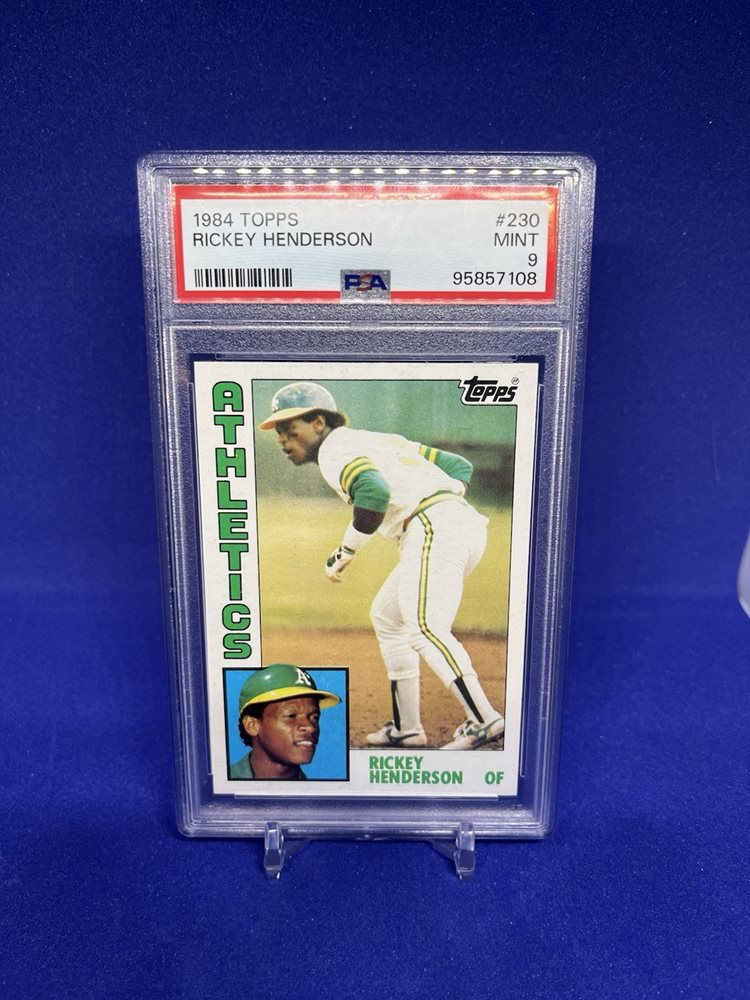 1984 TOPPS #230
RICKEY HENDERSON MINT
9
PSA 95857108
Topps
ATHLETICS
A's
RICKEY
HENDERSON OF